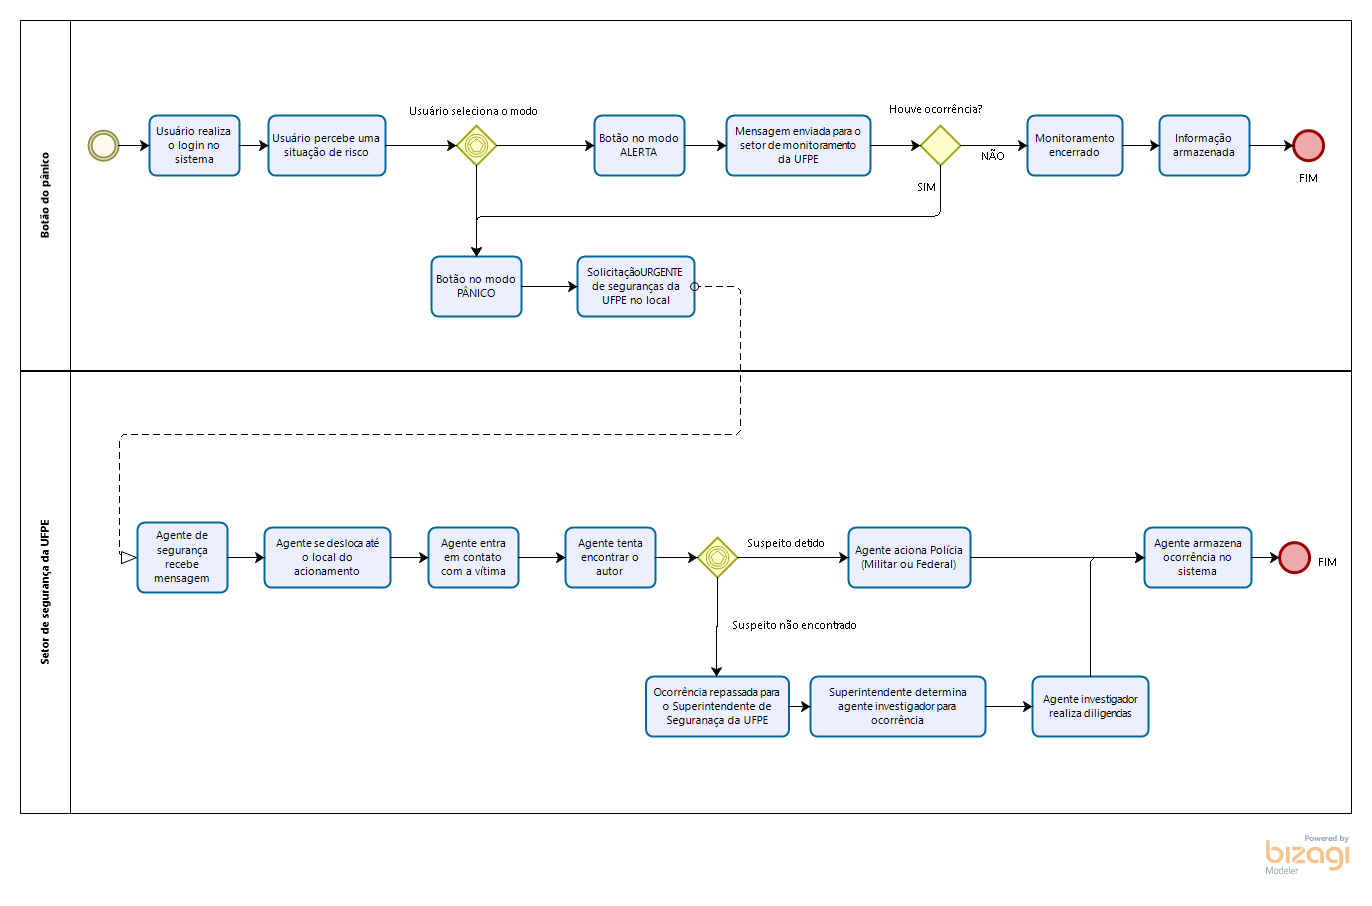 Botão do pânico
Usuário realiza
o login no
sistema
Usuário percebe uma
situação de risco
Usuário seleciona o modo
Botão no modo
ALERTA
Mensagem enviada para o
setor de monitoramento
da UFPE
Houve ocorrência?
NÃO
SIM
Monitoramento
encerrado
Informação
armazenada
FIM
Botão no modo
PÂNICO
SolicitaçãoURGENTE
de seguranças da
UFPE no local
Setor de segurança da UFPE
Agente de
segurança
recebe
mensagem
Agente se desloca até
o local do
acionamento
Agente entra
em contato
com a vítima
Agente tenta
encontrar o
autor
Suspeito detido
Agente aciona Polícia
(Militar ou Federal)
Agente armazena
ocorrência no
sistema
FIM
Suspeito não encontrado
Ocorrência repassada para
o Superintendente de
Seguranaça da UFPE
Superintendente determina
agente investigador para
ocorrência
Agente investigador
realiza diligencias
Powered by
bizagi
Modeler